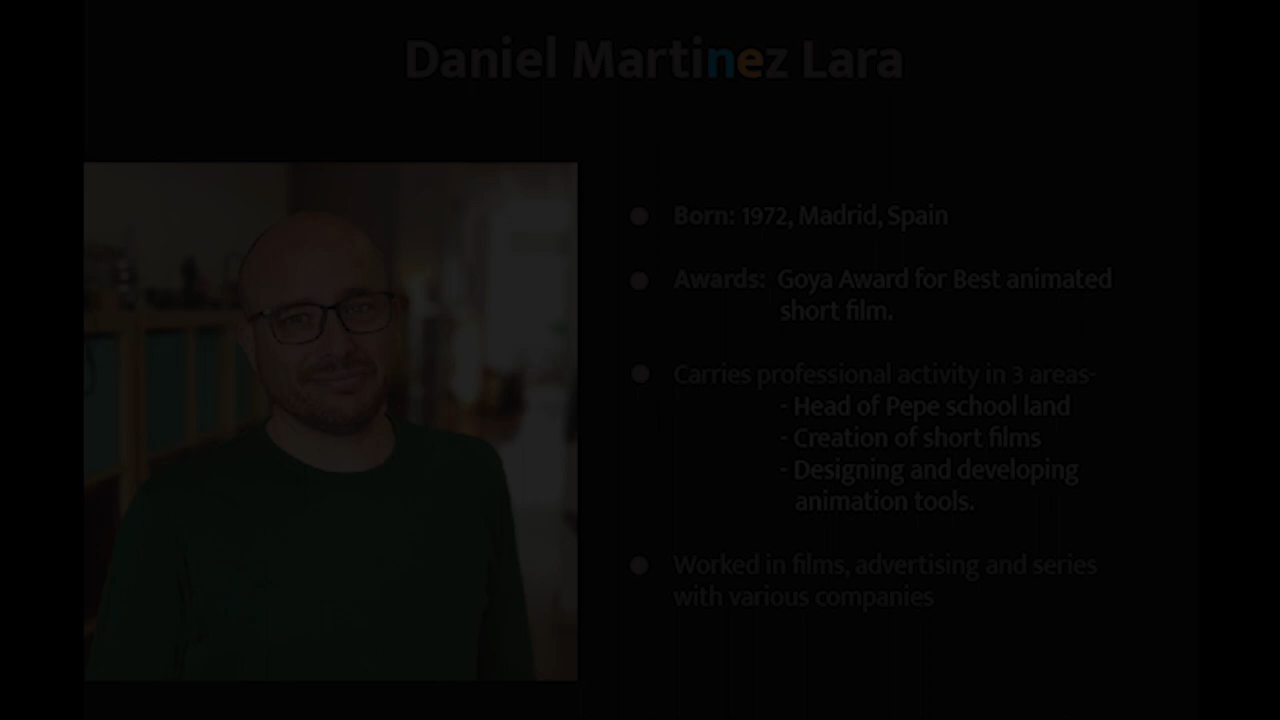 Daniel Martinez Lara
Born: 1972, Madrid, Spain
Awards: Goya Award for Best animated
short film.
Carries professional activity in 3 areas-
- Head of Pepe school land
- Creation of short films
- Designing and developing
animation tools.
Worked in films, advertising and series
with various companies